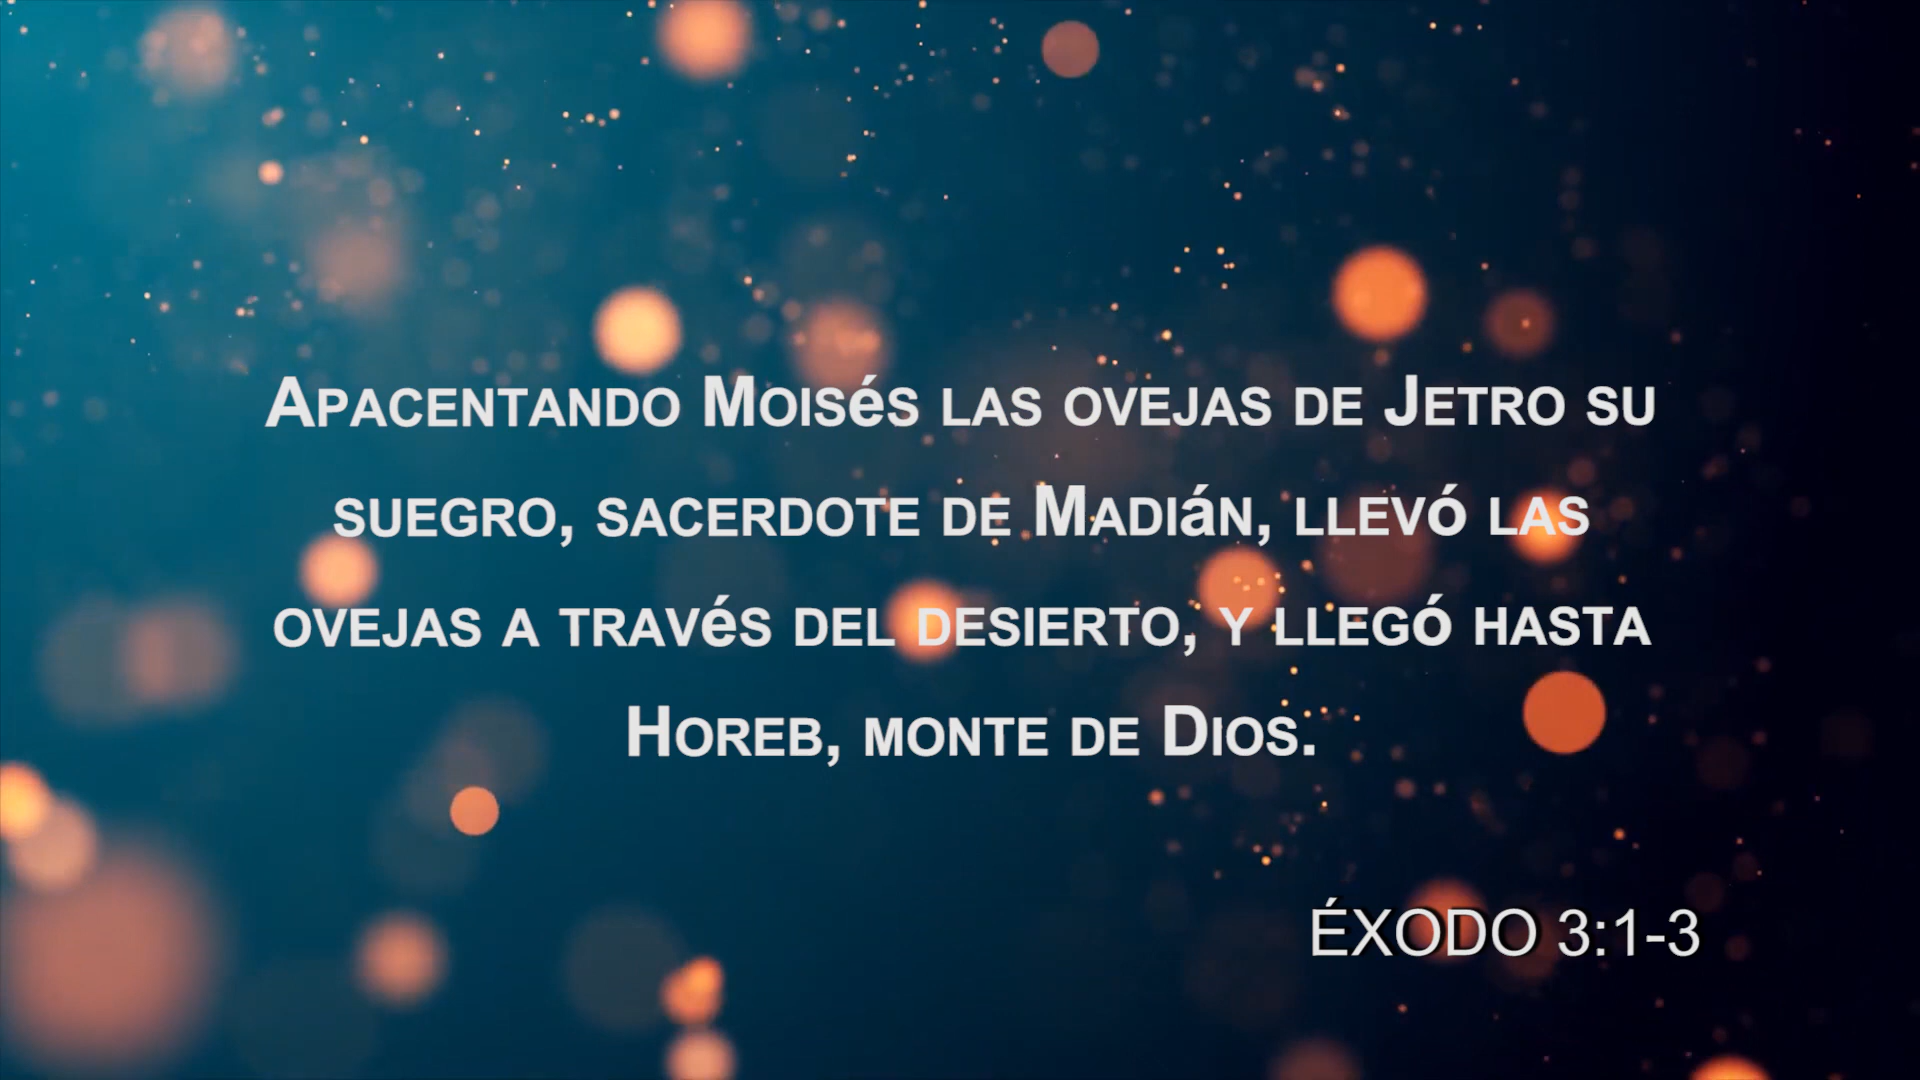 Apacentando Moisés las ovejas de Jetro su
suegro, sacerdote de Madián, llevó las
ovejas a través del desierto, y llegó hasta
Horeb, monte de Dios.
ÉXODO 3:1-3